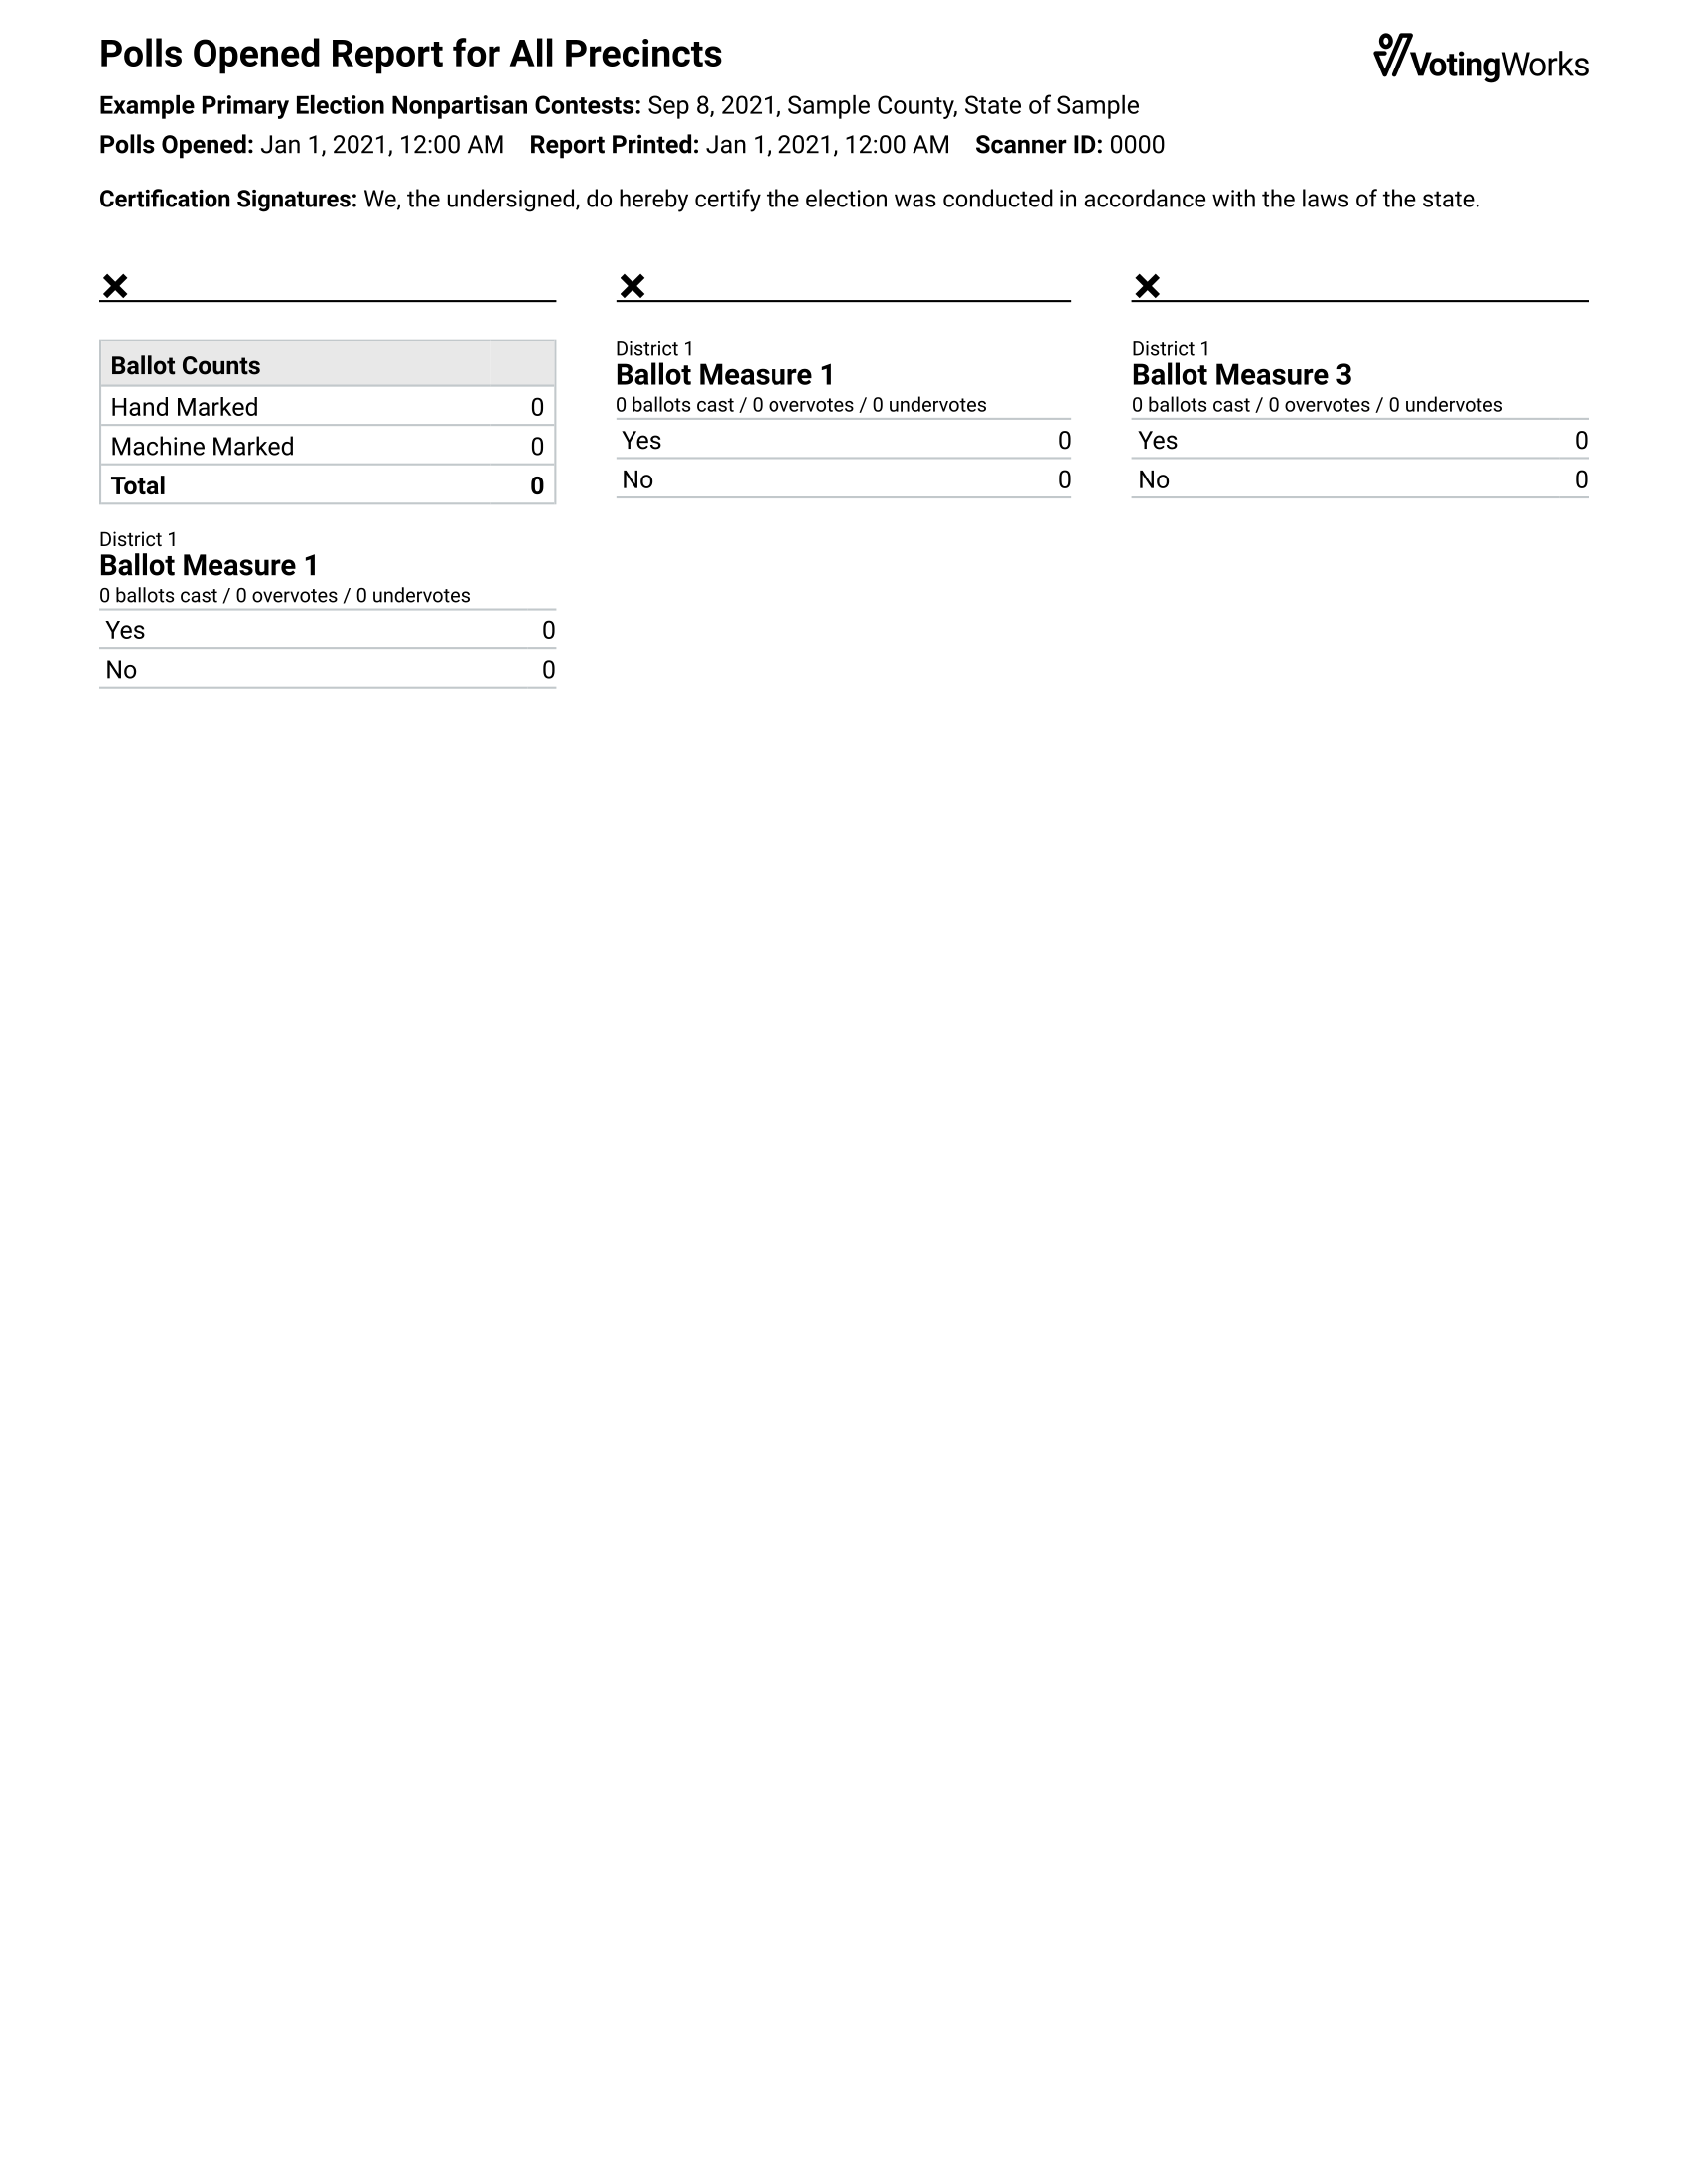 Polls Opened Report for All Precincts
VotingWorks
Example Primary Election Nonpartisan Contests: Sep 8, 2021, Sample County, State of Sample
Polls Opened: Jan 1, 2021, 12:00 AM Report Printed: Jan 1, 2021, 12:00 AM Scanner ID: 0000
Certification Signatures: We, the undersigned, do hereby certify the election was conducted in accordance with the laws of the state.
Ballot Counts
Hand Marked 0
Machine Marked 0
Total 0
District 1
Ballot Measure 1
0 ballots cast / 0 overvotes / 0 undervotes
Yes 0
No 0
District 1
Ballot Measure 1
0 ballots cast / 0 overvotes / 0 undervotes
Yes 0
No 0
District 1
Ballot Measure 3
0 ballots cast / 0 overvotes / 0 undervotes
Yes 0
No 0